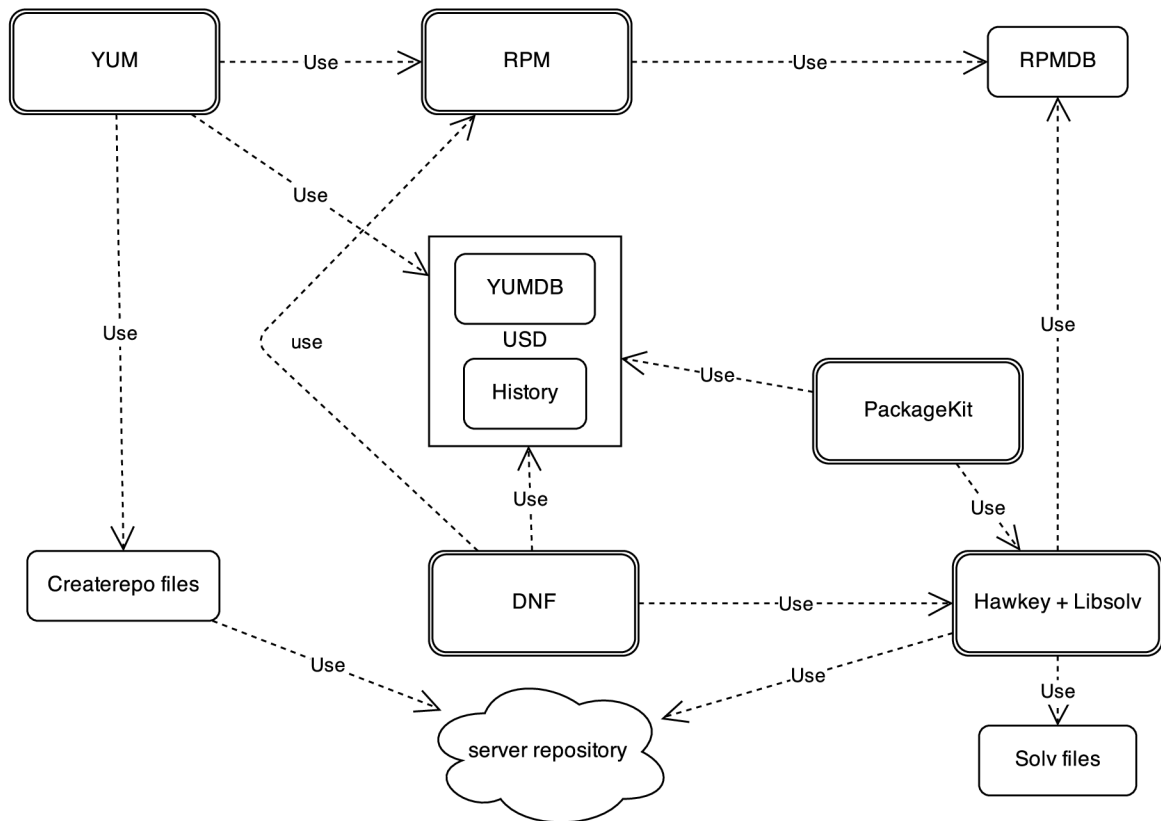 YUM
Use
RPM
Use
RPMDB
Use
Use
use
Use
YUMDB
USD
History
Use
PackageKit
Use
Use
Use
Createrepo files
DNF
Use
Hawkey + Libsolv
Use
Use
Use
server repository
Solv files